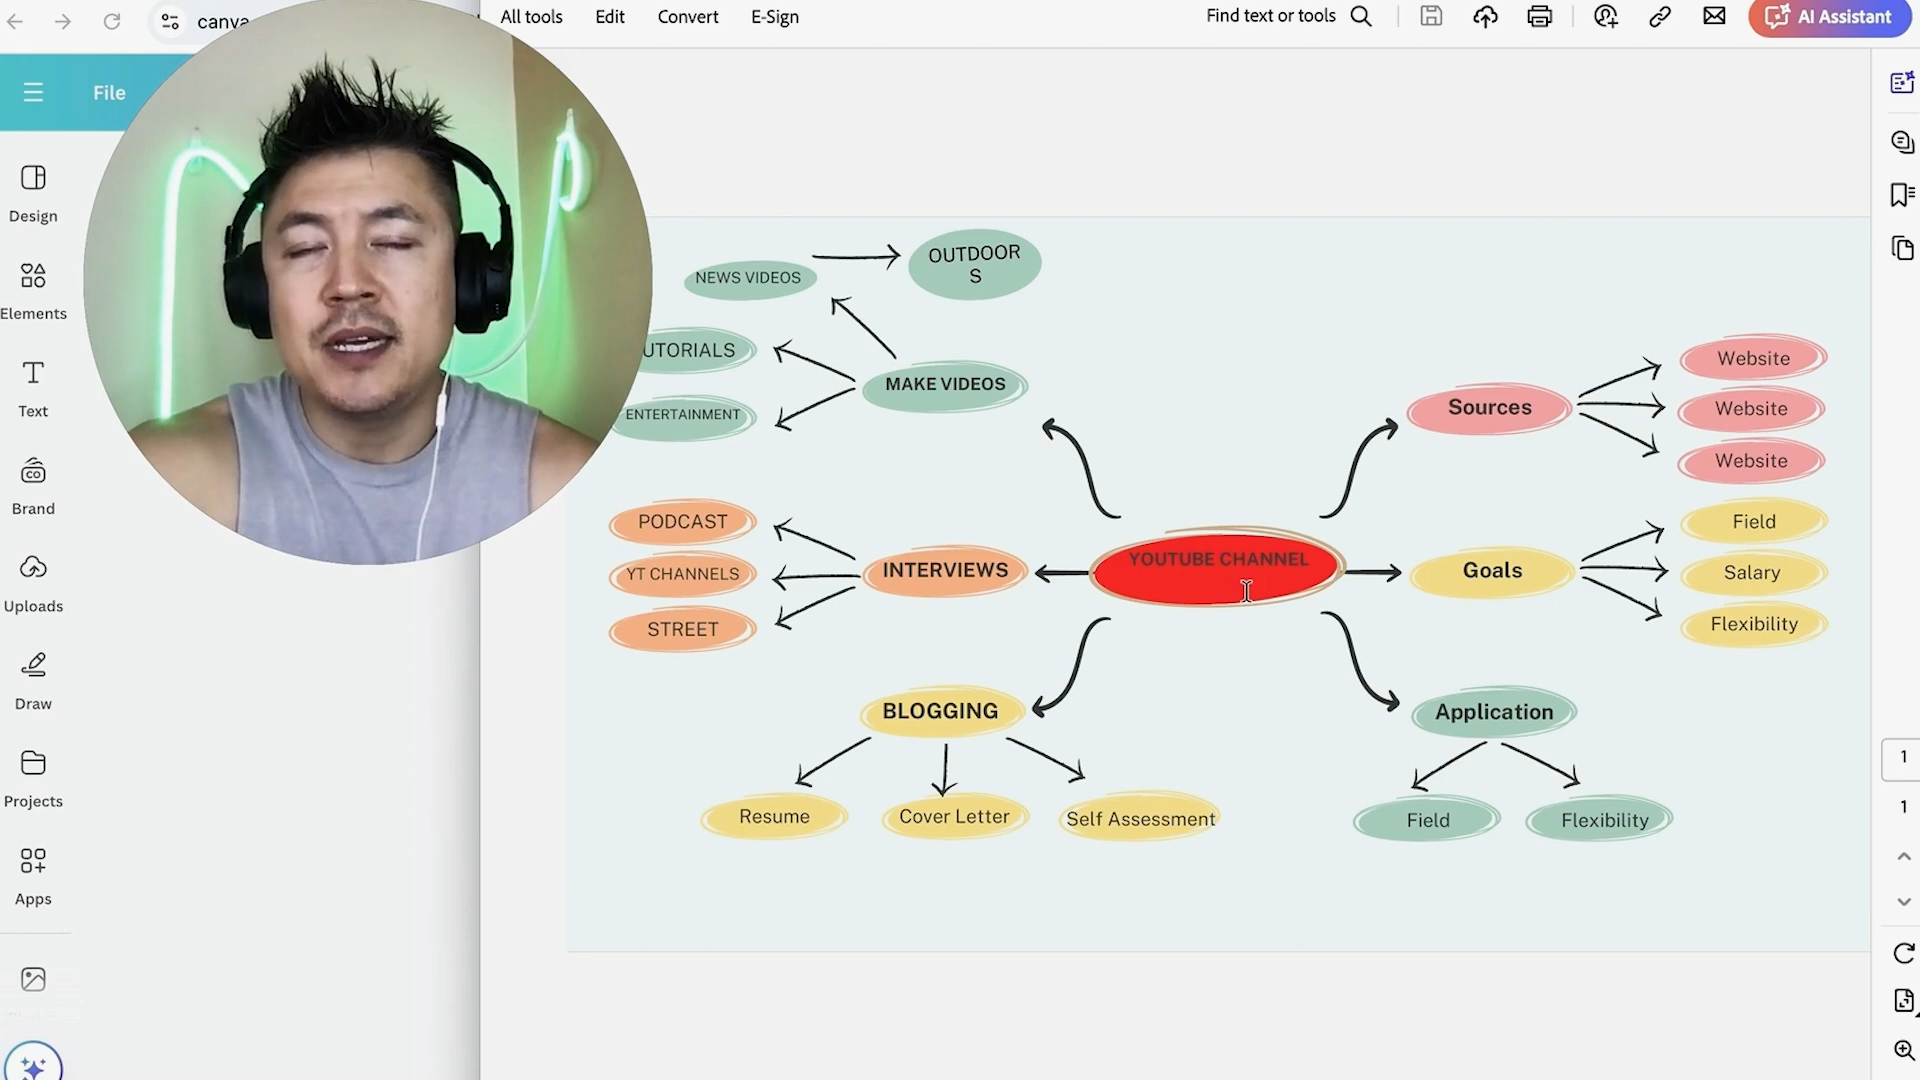 canva
All tools
Edit
Convert
E-Sign
Find text or tools
AI Assistant
File
Design
Elements
Text
Brand
Uploads
Draw
Projects
Apps
NEWS VIDEOS
OUTDOOR
S
UTORIALS
MAKE VIDEOS
ENTERTAINMENT
Sources
Website
Website
Website
PODCAST
YT CHANNELS
STREET
INTERVIEWS
YOUTUBE CHANNEL
Goals
Field
Salary
Flexibility
BLOGGING
Resume
Cover Letter
Self Assessment
Application
Field
Flexibility
1
1